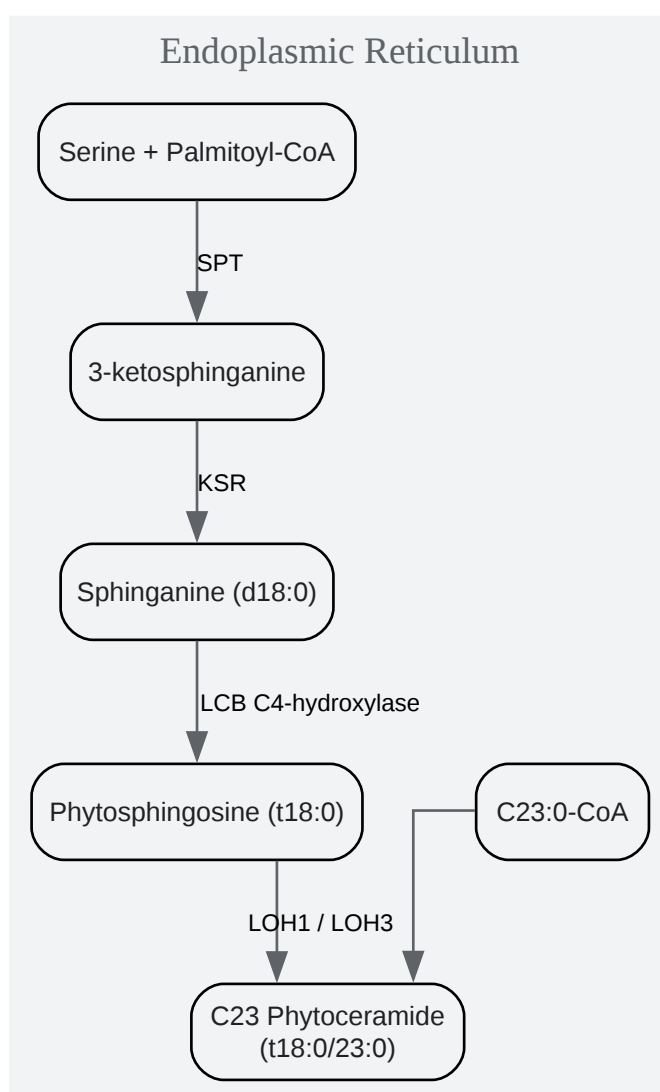 Endoplasmic Reticulum
Serine + Palmitoyl-CoA
SPT
3-ketosphinganine
KSR
Sphinganine (d18:0)
LCB C4-hydroxylase
Phytosphingosine (t18:0)
C23:0-CoA
LOH1 / LOH3
C23 Phytoceramide
(t18:0/23:0)